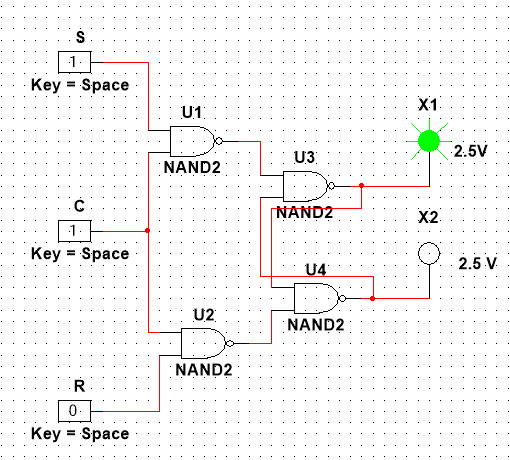 S
1
Key = Space
U1
NAND2
X1
2.5V
U3
NAND2
C
1
Key = Space
X2
2.5 V
U4
NAND2
U2
NAND2
R
0
Key = Space